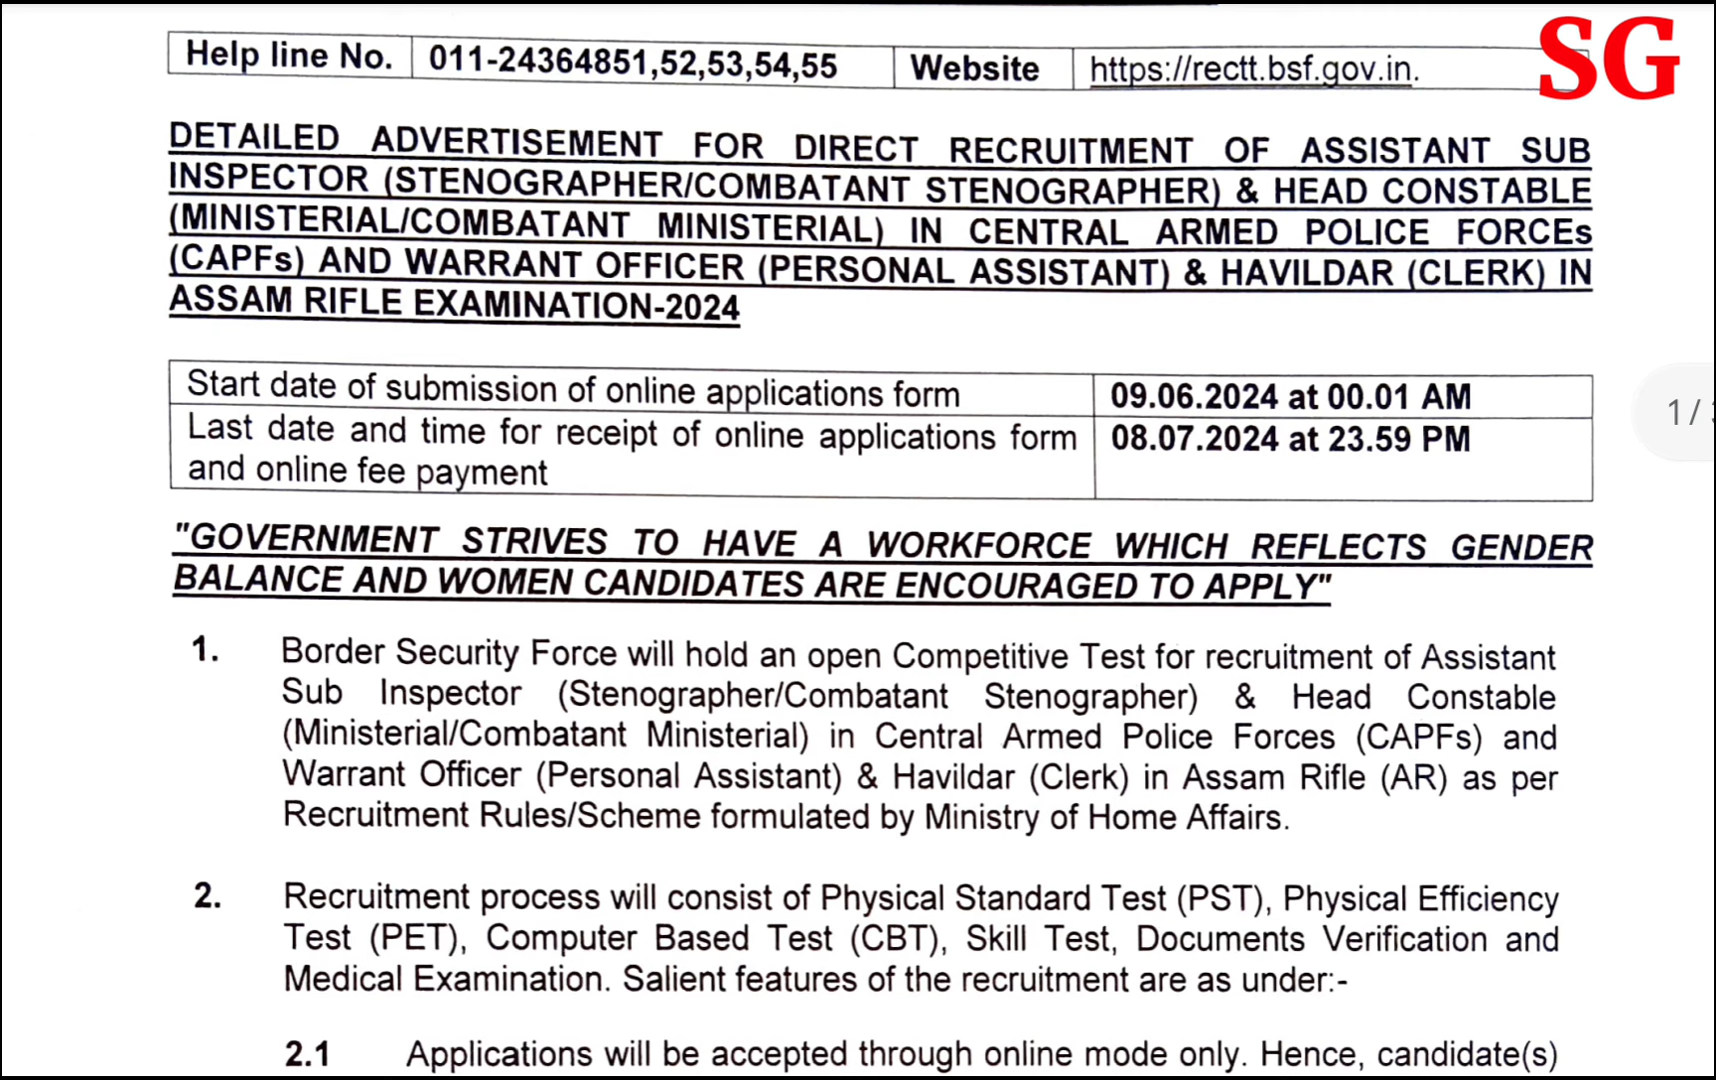 Help line No. 011-24364851,52,53,54,55 Website https://rectt.bsf.gov.in.
SG
DETAILED ADVERTISEMENT FOR DIRECT RECRUITMENT OF ASSISTANT SUB
INSPECTOR (STENOGRAPHER/COMBATANT STENOGRAPHER) & HEAD CONSTABLE
(MINISTERIAL/COMBATANT MINISTERIAL) IN CENTRAL ARMED POLICE FORCEs
(CAPFs) AND WARRANT OFFICER (PERSONAL ASSISTANT) & HAVILDAR (CLERK) IN
ASSAM RIFLE EXAMINATION-2024
Start date of submission of online applications form 09.06.2024 at 00.01 AM
Last date and time for receipt of online applications form 08.07.2024 at 23.59 PM
and online fee payment
1/
"GOVERNMENT STRIVES TO HAVE A WORKFORCE WHICH REFLECTS GENDER
BALANCE AND WOMEN CANDIDATES ARE ENCOURAGED TO APPLY"
1. Border Security Force will hold an open Competitive Test for recruitment of Assistant
Sub Inspector (Stenographer/Combatant Stenographer) & Head Constable
(Ministerial/Combatant Ministerial) in Central Armed Police Forces (CAPFs) and
Warrant Officer (Personal Assistant) & Havildar (Clerk) in Assam Rifle (AR) as per
Recruitment Rules/Scheme formulated by Ministry of Home Affairs.
2. Recruitment process will consist of Physical Standard Test (PST), Physical Efficiency
Test (PET), Computer Based Test (CBT), Skill Test, Documents Verification and
Medical Examination. Salient features of the recruitment are as under:-
2.1 Applications will be accepted through online mode only. Hence, candidate(s)